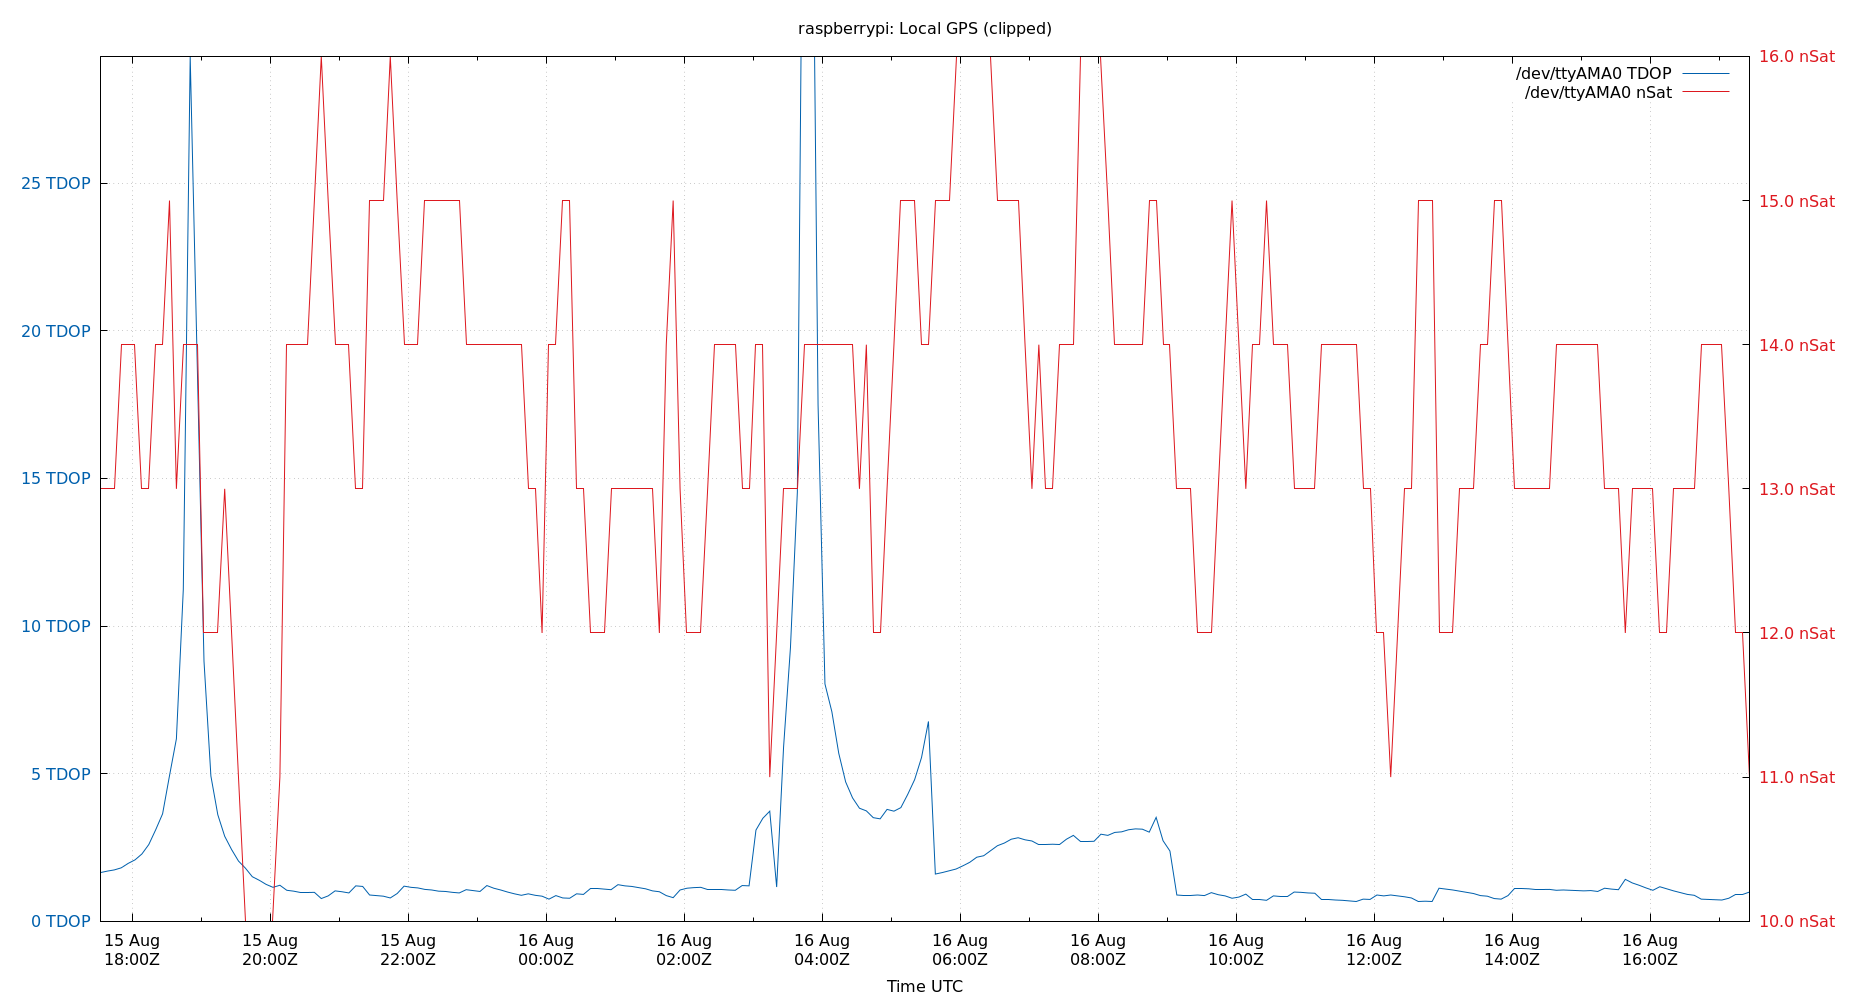 raspberrypi: Local GPS (clipped)
/dev/ttyAMA0 TDOP
/dev/ttyAMA0 nSat
25 TDOP
20 TDOP
15 TDOP
10 TDOP
5 TDOP
0 TDOP
16.0 nSat
15.0 nSat
14.0 nSat
13.0 nSat
12.0 nSat
11.0 nSat
10.0 nSat
15 Aug
18:00Z
15 Aug
20:00Z
15 Aug
22:00Z
16 Aug
00:00Z
16 Aug
02:00Z
16 Aug
04:00Z
16 Aug
06:00Z
16 Aug
08:00Z
16 Aug
10:00Z
16 Aug
12:00Z
16 Aug
14:00Z
16 Aug
16:00Z
Time UTC